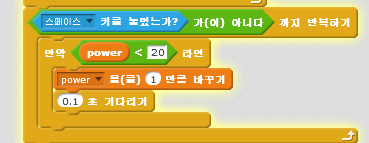 스페이스 키를 눌렀는가? 가(이) 아니다 까지 반복하기
만약 power < 20 라면
power 을(를) 1 만큼 바꾸기
0.1 초 기다리기